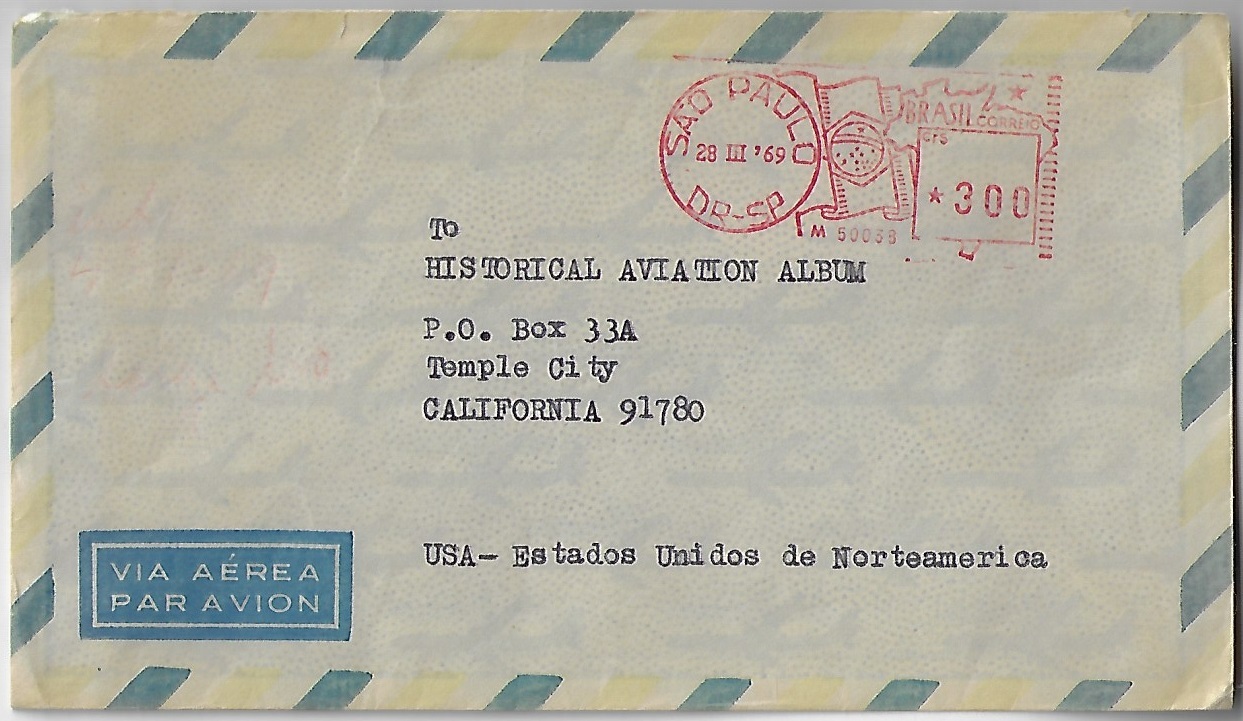 SÃO PAULO
28 III '69
DR-SP
BRASIL CORREIO
CTS
*300
M 50038
To
HISTORICAL AVIATION ALBUM
P.O. Box 33A
Temple City
CALIFORNIA 91780
USA- Estados Unidos de Norteamerica
VIA AÉREA
PAR AVION